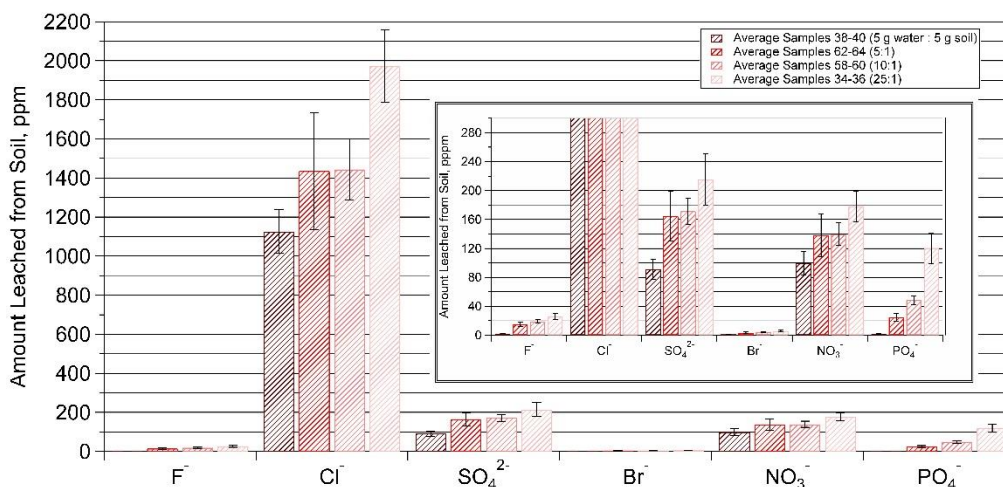 2200
2000
1800
1600
1400
1200
1000
800
600
400
200
0
Amount Leached from Soil, ppm
Average Samples 38-40 (5 g water : 5 g soil)
Average Samples 62-64 (5:1)
Average Samples 58-60 (10:1)
Average Samples 34-36 (25:1)
280
240
200
160
120
80
40
0
Amount Leached from Soil, pppm
F⁻ Cl⁻ SO₄²⁻ Br⁻ NO₃⁻ PO₄⁻
F⁻ Cl⁻ SO₄²⁻ Br⁻ NO₃⁻ PO₄⁻